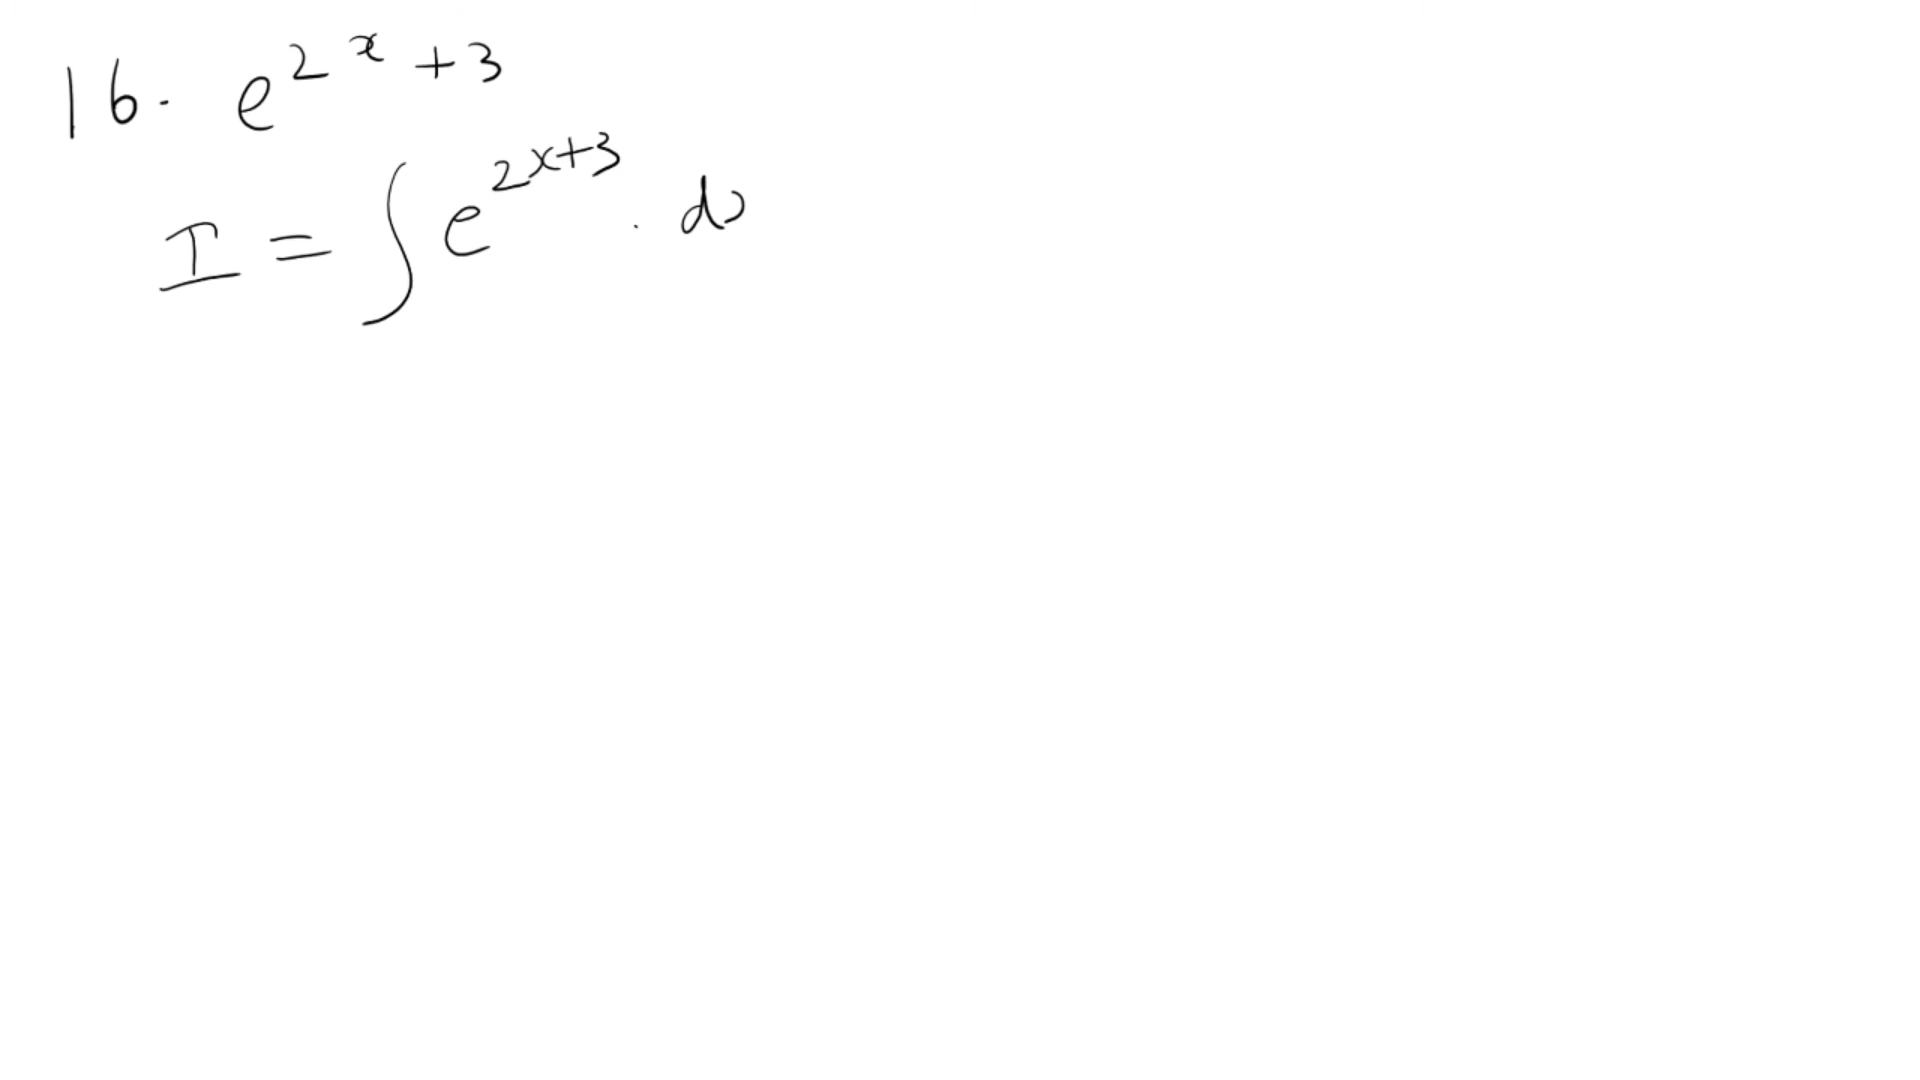 16. e^{2x+3}
I = ∫ e^{2x+3} . d